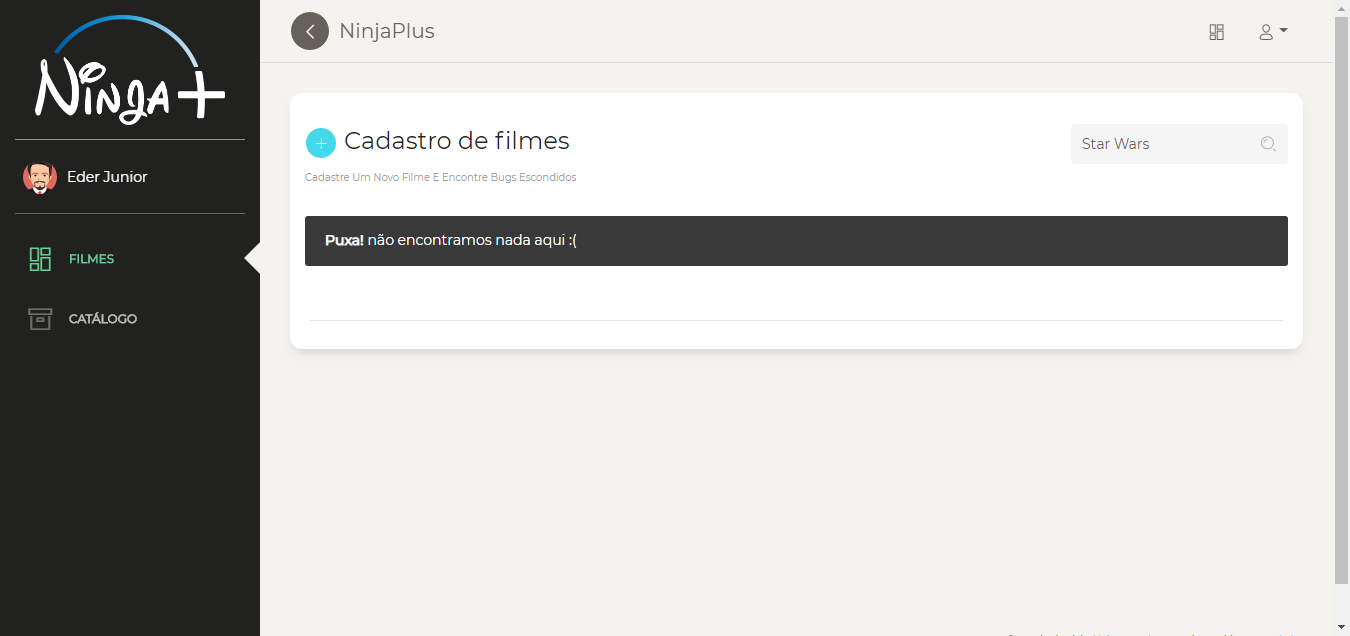 Ninja+
NinjaPlus
Cadastro de filmes
Star Wars
Cadastre Um Novo Filme E Encontre Bugs Escondidos
Eder Junior
Puxa! não encontramos nada aqui :(
FILMES
CATÁLOGO